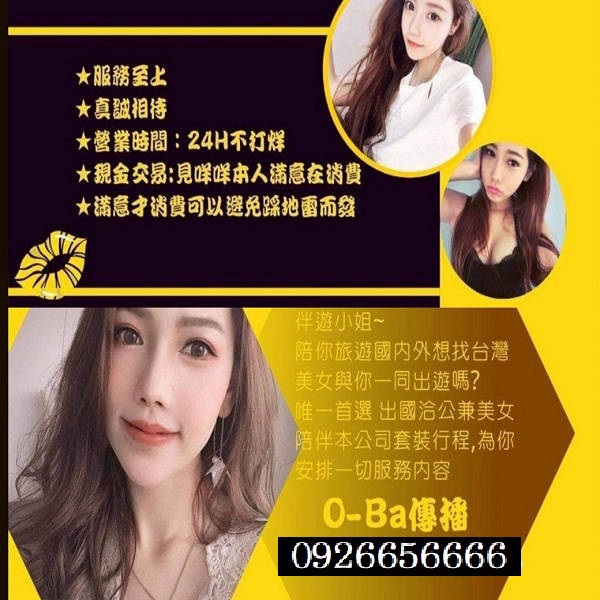 ★服務至上
★真誠相待
★營業時間：24H不打烊
★現金交易:見咩咩本人滿意在消費
★滿意才消費可以避免踩地雷而發
伴遊小姐~
陪你旅遊國內外想找台灣
美女與你一同出遊嗎?
唯一首選 出國洽公兼美女
陪伴本公司套裝行程,為你
安排一切服務內容
O-Ba傳播
0926656666